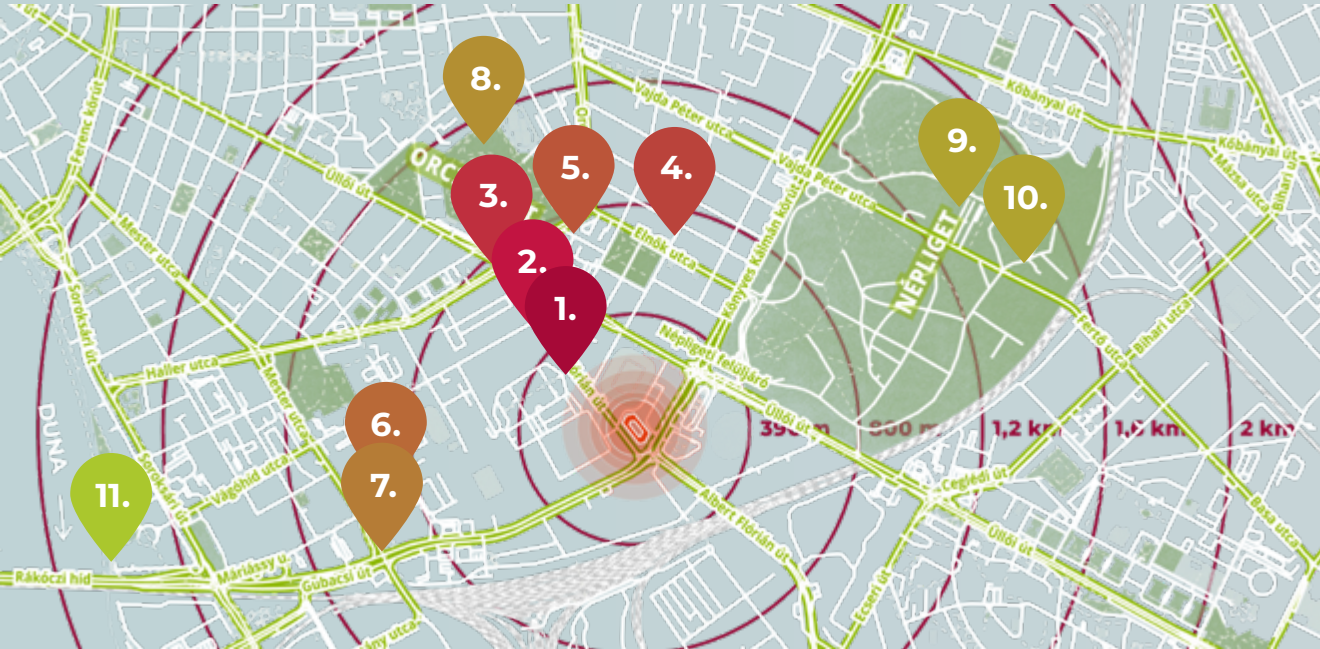 Ferenc körút
Vajda Péter utca
Kőbányai út
Kőbányai út
Mázsa utca
Bihari út
8.
ORC
Üllői út
3.
5.
4.
Vajda Péter utca
9.
10.
NÉPLIGET
Könyves Kálmán körút
Elnök utca
Mester utca
2.
1.
Soroksári út
Haller utca
Mester utca
Népligeti felüljáró
Bihari utca
DUNA
6.
7.
11.
Soroksári út
Vágóhíd utca
Üllői út
390 m
800 m
1,2 km
1,6 km
2 km
Ceglédi út
Albert Flórián út
Üllői út
Basa utca
Ecseri út
Rákóczi híd
Máriássy u
Gubacsi út